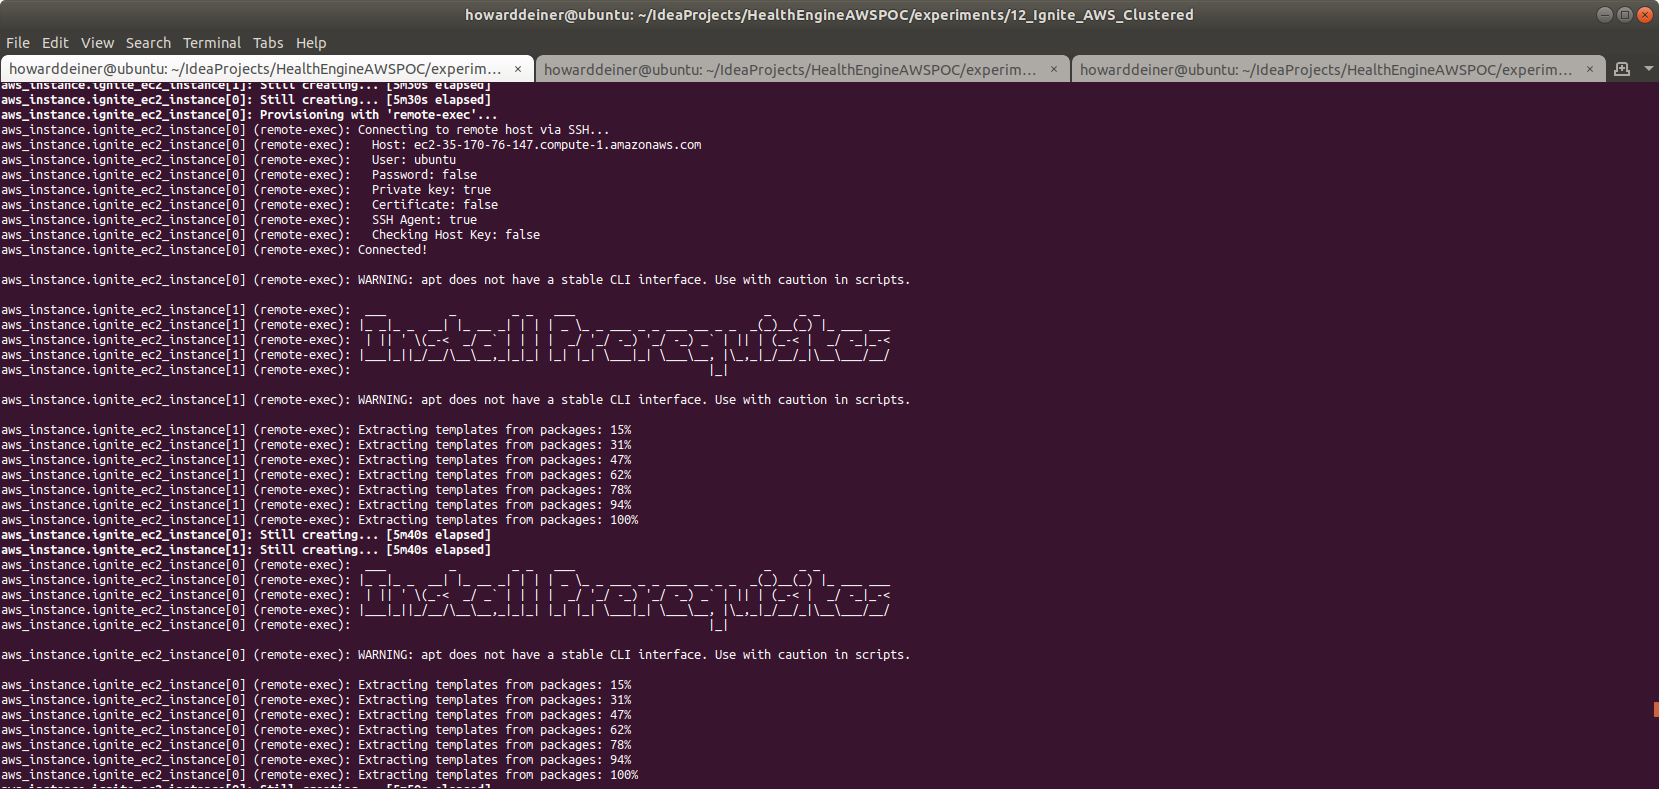 howarddeiner@ubuntu: ~/IdeaProjects/HealthEngineAWSPOC/experiments/12_Ignite_AWS_Clustered
File Edit View Search Terminal Tabs Help
howarddeiner@ubuntu: ~/IdeaProjects/HealthEngineAWSPOC/experim... × howarddeiner@ubuntu: ~/IdeaProjects/HealthEngineAWSPOC/experim... × howarddeiner@ubuntu: ~/IdeaProjects/HealthEngineAWSPOC/experim... ×
aws_instance.ignite_ec2_instance[1]: Still creating... [5m30s elapsed]
aws_instance.ignite_ec2_instance[0]: Still creating... [5m30s elapsed]
aws_instance.ignite_ec2_instance[0]: Provisioning with 'remote-exec'...
aws_instance.ignite_ec2_instance[0] (remote-exec): Connecting to remote host via SSH...
aws_instance.ignite_ec2_instance[0] (remote-exec):   Host: ec2-35-170-76-147.compute-1.amazonaws.com
aws_instance.ignite_ec2_instance[0] (remote-exec):   User: ubuntu
aws_instance.ignite_ec2_instance[0] (remote-exec):   Password: false
aws_instance.ignite_ec2_instance[0] (remote-exec):   Private key: true
aws_instance.ignite_ec2_instance[0] (remote-exec):   Certificate: false
aws_instance.ignite_ec2_instance[0] (remote-exec):   SSH Agent: true
aws_instance.ignite_ec2_instance[0] (remote-exec):   Checking Host Key: false
aws_instance.ignite_ec2_instance[0] (remote-exec): Connected!
aws_instance.ignite_ec2_instance[0] (remote-exec): WARNING: apt does not have a stable CLI interface. Use with caution in scripts.
aws_instance.ignite_ec2_instance[1] (remote-exec):
aws_instance.ignite_ec2_instance[1] (remote-exec):
aws_instance.ignite_ec2_instance[1] (remote-exec): Install Prerequisites
aws_instance.ignite_ec2_instance[1] (remote-exec):
aws_instance.ignite_ec2_instance[1] (remote-exec):
aws_instance.ignite_ec2_instance[1] (remote-exec): WARNING: apt does not have a stable CLI interface. Use with caution in scripts.
aws_instance.ignite_ec2_instance[1] (remote-exec): Extracting templates from packages: 15%
aws_instance.ignite_ec2_instance[1] (remote-exec): Extracting templates from packages: 31%
aws_instance.ignite_ec2_instance[1] (remote-exec): Extracting templates from packages: 47%
aws_instance.ignite_ec2_instance[1] (remote-exec): Extracting templates from packages: 62%
aws_instance.ignite_ec2_instance[1] (remote-exec): Extracting templates from packages: 78%
aws_instance.ignite_ec2_instance[1] (remote-exec): Extracting templates from packages: 94%
aws_instance.ignite_ec2_instance[1] (remote-exec): Extracting templates from packages: 100%
aws_instance.ignite_ec2_instance[0]: Still creating... [5m40s elapsed]
aws_instance.ignite_ec2_instance[1]: Still creating... [5m40s elapsed]
aws_instance.ignite_ec2_instance[0] (remote-exec):
aws_instance.ignite_ec2_instance[0] (remote-exec):
aws_instance.ignite_ec2_instance[0] (remote-exec): Install Prerequisites
aws_instance.ignite_ec2_instance[0] (remote-exec):
aws_instance.ignite_ec2_instance[0] (remote-exec):
aws_instance.ignite_ec2_instance[0] (remote-exec): WARNING: apt does not have a stable CLI interface. Use with caution in scripts.
aws_instance.ignite_ec2_instance[0] (remote-exec): Extracting templates from packages: 15%
aws_instance.ignite_ec2_instance[0] (remote-exec): Extracting templates from packages: 31%
aws_instance.ignite_ec2_instance[0] (remote-exec): Extracting templates from packages: 47%
aws_instance.ignite_ec2_instance[0] (remote-exec): Extracting templates from packages: 62%
aws_instance.ignite_ec2_instance[0] (remote-exec): Extracting templates from packages: 78%
aws_instance.ignite_ec2_instance[0] (remote-exec): Extracting templates from packages: 94%
aws_instance.ignite_ec2_instance[0] (remote-exec): Extracting templates from packages: 100%
aws_instance.ignite_ec2_instance[0]: Still creating... [5m50s elapsed]